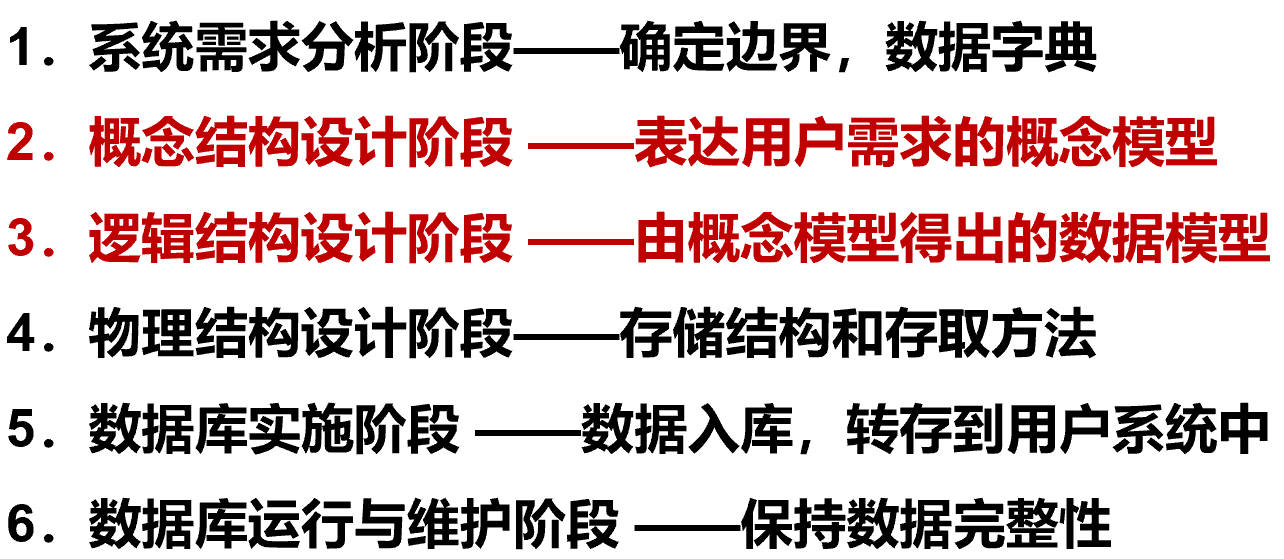 1．系统需求分析阶段——确定边界，数据字典
2．概念结构设计阶段 ——表达用户需求的概念模型
3．逻辑结构设计阶段 ——由概念模型得出的数据模型
4．物理结构设计阶段——存储结构和存取方法
5．数据库实施阶段 ——数据入库，转存到用户系统中
6．数据库运行与维护阶段 ——保持数据完整性